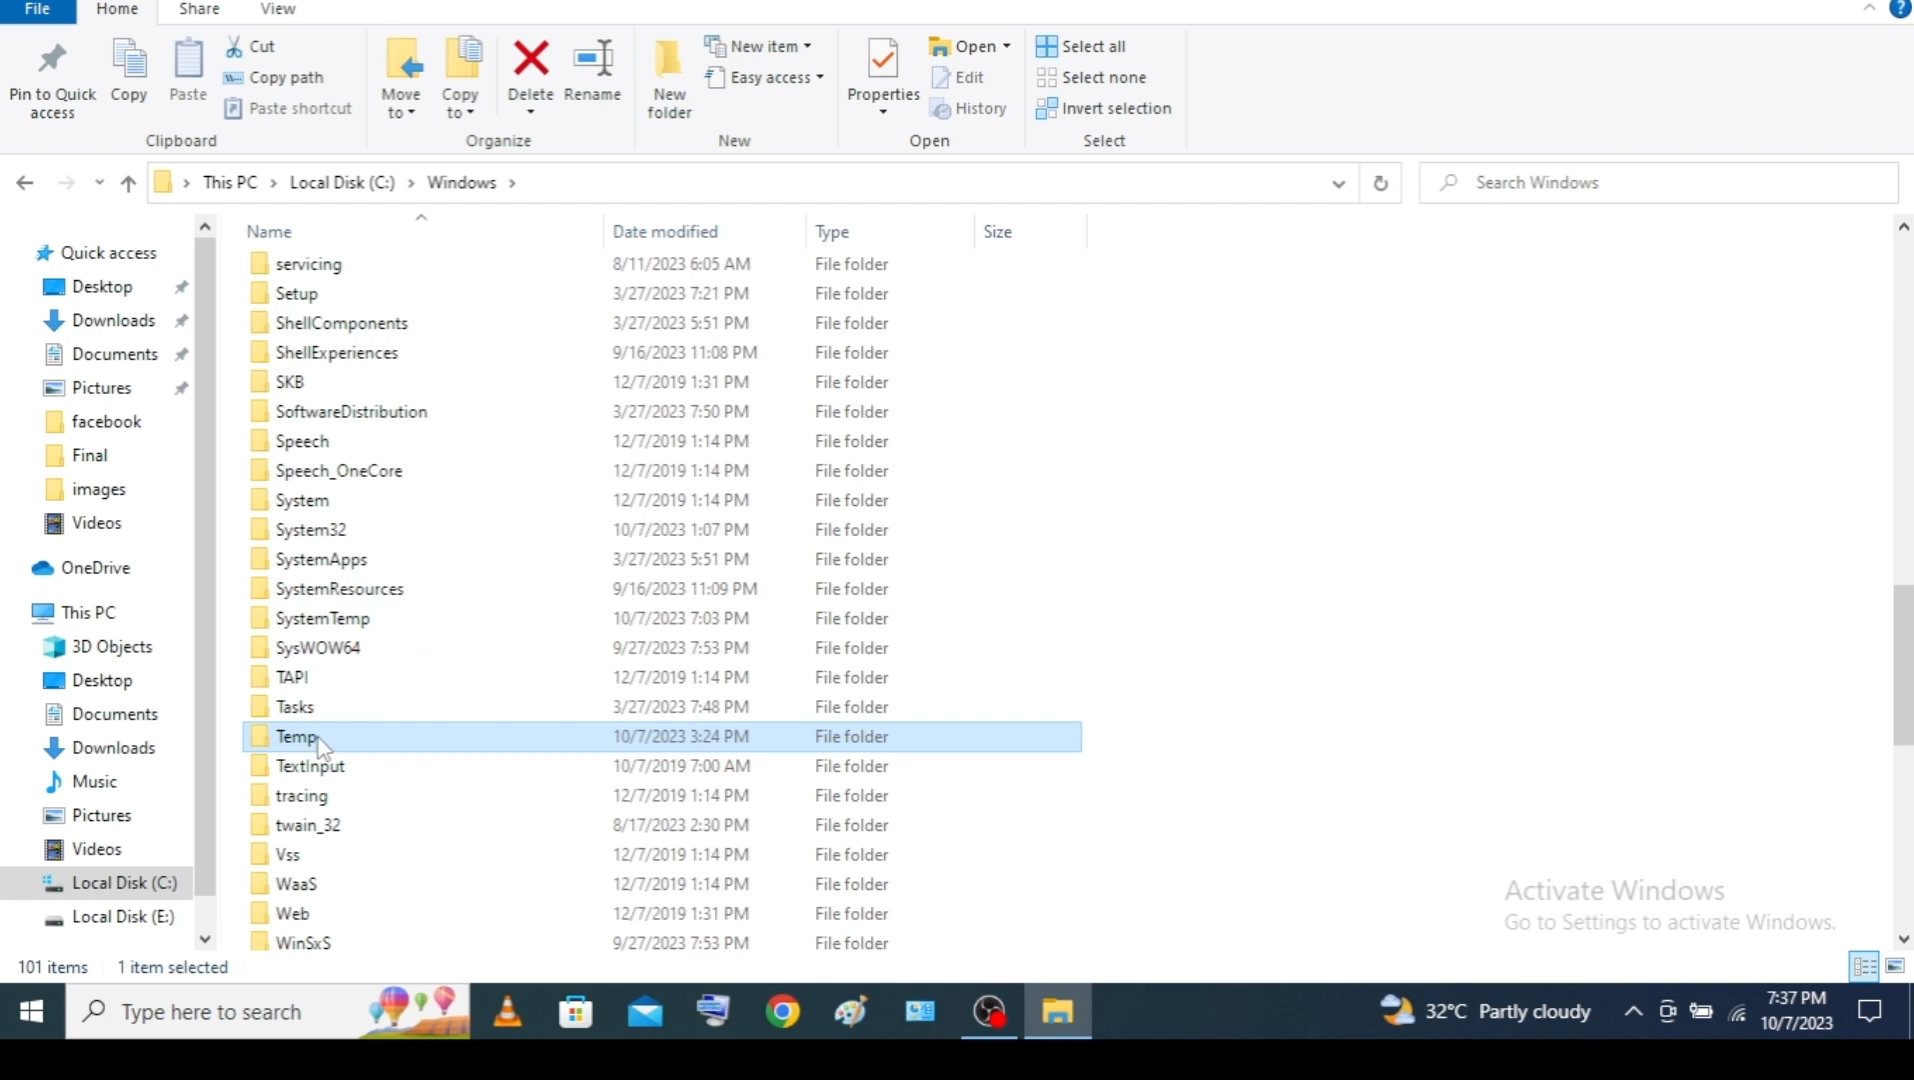 File Home Share View
Pin to Quick access
Copy
Paste
Cut
Copy path
Paste shortcut
Clipboard
Move to
Copy to
Delete
Rename
Organize
New folder
New item
Easy access
New
Properties
Open
Edit
History
Open
Select all
Select none
Invert selection
Select
This PC › Local Disk (C:) › Windows ›
Search Windows
Quick access
Desktop
Downloads
Documents
Pictures
facebook
Final
images
Videos
OneDrive
This PC
3D Objects
Desktop
Documents
Downloads
Music
Pictures
Videos
Local Disk (C:)
Local Disk (E:)
Name Date modified Type Size
servicing 8/11/2023 6:05 AM File folder
Setup 3/27/2023 7:21 PM File folder
ShellComponents 3/27/2023 5:51 PM File folder
ShellExperiences 9/16/2023 11:08 PM File folder
SKB 12/7/2019 1:31 PM File folder
SoftwareDistribution 3/27/2023 7:50 PM File folder
Speech 12/7/2019 1:14 PM File folder
Speech_OneCore 12/7/2019 1:14 PM File folder
System 12/7/2019 1:14 PM File folder
System32 10/7/2023 1:07 PM File folder
SystemApps 3/27/2023 5:51 PM File folder
SystemResources 9/16/2023 11:09 PM File folder
SystemTemp 10/7/2023 7:03 PM File folder
SysWOW64 9/27/2023 7:53 PM File folder
TAPI 12/7/2019 1:14 PM File folder
Tasks 3/27/2023 7:48 PM File folder
Temp 10/7/2023 3:24 PM File folder
TextInput 10/7/2019 7:00 AM File folder
tracing 12/7/2019 1:14 PM File folder
twain_32 8/17/2023 2:30 PM File folder
Vss 12/7/2019 1:14 PM File folder
WaaS 12/7/2019 1:14 PM File folder
Web 12/7/2019 1:31 PM File folder
WinSxS 9/27/2023 7:53 PM File folder
Activate Windows
Go to Settings to activate Windows.
101 items 1 item selected
Type here to search
32°C Partly cloudy
7:37 PM
10/7/2023